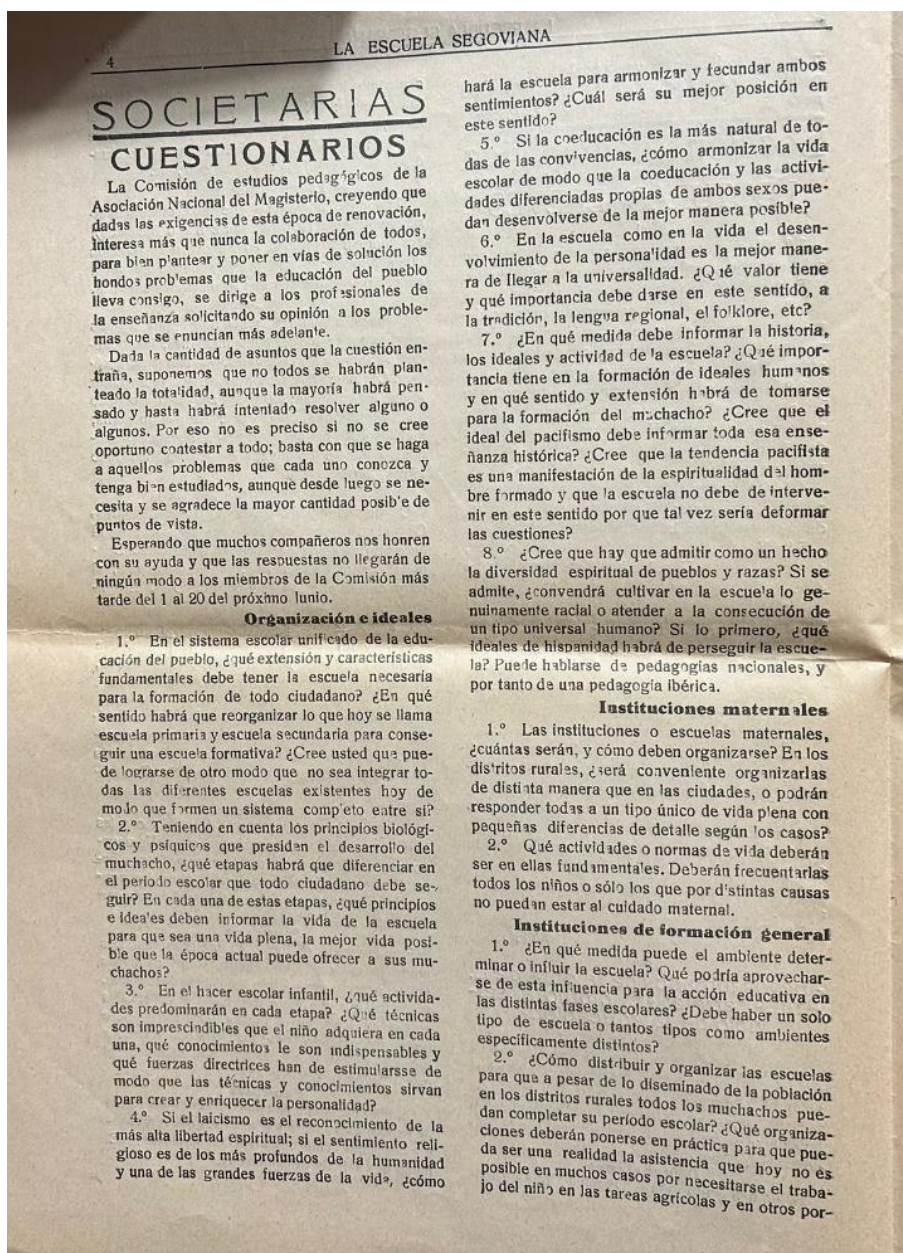 4
LA ESCUELA SEGOVIANA
SOCIETARIAS
CUESTIONARIOS
La Comisión de estudios pedagógicos de la
Asociación Nacional del Magisterio, creyendo que
dadas las exigencias de esta época de renovación,
interesa más que nunca la colaboración de todos,
para bien plantear y poner en vías de solución los
hondos problemas que la educación del pueblo
lleva consigo, se dirige a los profesionales de
la enseñanza solicitando su opinión a los proble-
mas que se enuncian más adelante.
Dada la cantidad de asuntos que la cuestión en-
traña, suponemos que no todos se habrán plan-
teado la totalidad, aunque la mayoría habrá pen-
sado y hasta habrá intentado resolver alguno o
algunos. Por eso no es preciso si no se cree
oportuno contestar a todo; basta con que se haga
a aquellos problemas que cada uno conozca y
tenga bien estudiados, aunque desde luego se ne-
cesita y se agradece la mayor cantidad posible de
puntos de vista.
Esperando que muchos compañeros nos honren
con su ayuda y que las respuestas no llegarán de
ningún modo a los miembros de la Comisión más
tarde del 1 al 20 del próximo Junio.
Organización e ideales
1.º En el sistema escolar unificado de la edu-
cación del pueblo, ¿qué extensión y características
fundamentales debe tener la escuela necesaria
para la formación de todo ciudadano? ¿En qué
sentido habrá que reorganizar lo que hoy se llama
escuela primaria y escuela secundaria para conse-
guir una escuela formativa? ¿Cree usted que pue-
de lograrse de otro modo que no sea integrar to-
das las diferentes escuelas existentes hoy de
modo que formen un sistema completo entre si?
2.º Teniendo en cuenta los principios biológi-
cos y psíquicos que presiden el desarrollo del
muchacho, ¿qué etapas habrá que diferenciar en
el periodo escolar que todo ciudadano debe se-
guir? En cada una de estas etapas, ¿qué principios
e ideales deben informar la vida de la escuela
para que sea una vida plena, la mejor vida posi-
ble que la época actual puede ofrecer a sus mu-
chachos?
3.º En el hacer escolar infantil, ¿qué activida-
des predominarán en cada etapa? ¿Qué técnicas
son imprescindibles que el niño adquiera en cada
una, qué conocimientos le son indispensables y
qué fuerzas directrices han de estimularsse de
modo que las técnicas y conocimientos sirvan
para crear y enriquecer la personalidad?
4.º Si el laicismo es el reconocimiento de la
más alta libertad espiritual; si el sentimiento reli-
gioso es de los más profundos de la humanidad
y una de las grandes fuerzas de la vida, ¿cómo
hará la escuela para armonizar y fecundar ambos
sentimientos? ¿Cuál será su mejor posición en
este sentido?
5.º Si la coeducación es la más natural de to-
das de las convivencias, ¿cómo armonizar la vida
escolar de modo que la coeducación y las activi-
dades diferenciadas propias de ambos sexos pue-
dan desenvolverse de la mejor manera posible?
6.º En la escuela como en la vida el desen-
volvimiento de la personalidad es la mejor mane-
ra de llegar a la universalidad. ¿Qué valor tiene
y qué importancia debe darse en este sentido, a
la tradición, la lengua regional, el folklore, etc?
7.º ¿En qué medida debe informar la historia,
los ideales y actividad de la escuela? ¿Qué impor-
tancia tiene en la formación de ideales humanos
y en qué sentido y extensión habrá de tomarse
para la formación del muchacho? ¿Cree que el
ideal del pacifismo debe informar toda esa ense-
ñanza histórica? ¿Cree que la tendencia pacifista
es una manifestación de la espiritualidad del hom-
bre formado y que la escuela no debe de interve-
nir en este sentido por que tal vez sería deformar
las cuestiones?
8.º ¿Cree que hay que admitir como un hecho
la diversidad espiritual de pueblos y razas? Si se
admite, ¿convendrá cultivar en la escuela lo ge-
nuinamente racial o atender a la consecución de
un tipo universal humano? Si lo primero, ¿qué
ideales de hispanidad habrá de perseguir la escue-
la? Puede hablarse de pedagogías nacionales, y
por tanto de una pedagogía ibérica.
Instituciones maternales
1.º Las instituciones o escuelas maternales,
¿cuántas serán, y cómo deben organizarse? En los
distritos rurales, ¿será conveniente organizarlas
de distinta manera que en las ciudades, o podrán
responder todas a un tipo único de vida plena con
pequeñas diferencias de detalle según los casos?
2.º Qué actividades o normas de vida deberán
ser en ellas fundamentales. Deberán frecuentarlas
todos los niños o sólo los que por distintas causas
no puedan estar al cuidado maternal.
Instituciones de formación general
1.º ¿En qué medida puede el ambiente deter-
minar o influir la escuela? Qué podría aprovechar-
se de esta influencia para la acción educativa en
las distintas fases escolares? ¿Debe haber un solo
tipo de escuela o tantos tipos como ambientes
especificamente distintos?
2.º ¿Cómo distribuir y organizar las escuelas
para que a pesar de lo diseminado de la población
en los distritos rurales todos los muchachos pue-
dan completar su período escolar? ¿Qué organiza-
ciones deberán ponerse en práctica para que pue-
da ser una realidad la asistencia que hoy no es
posible en muchos casos por necesitarse el traba-
jo del niño en las tareas agrícolas y en otros por-